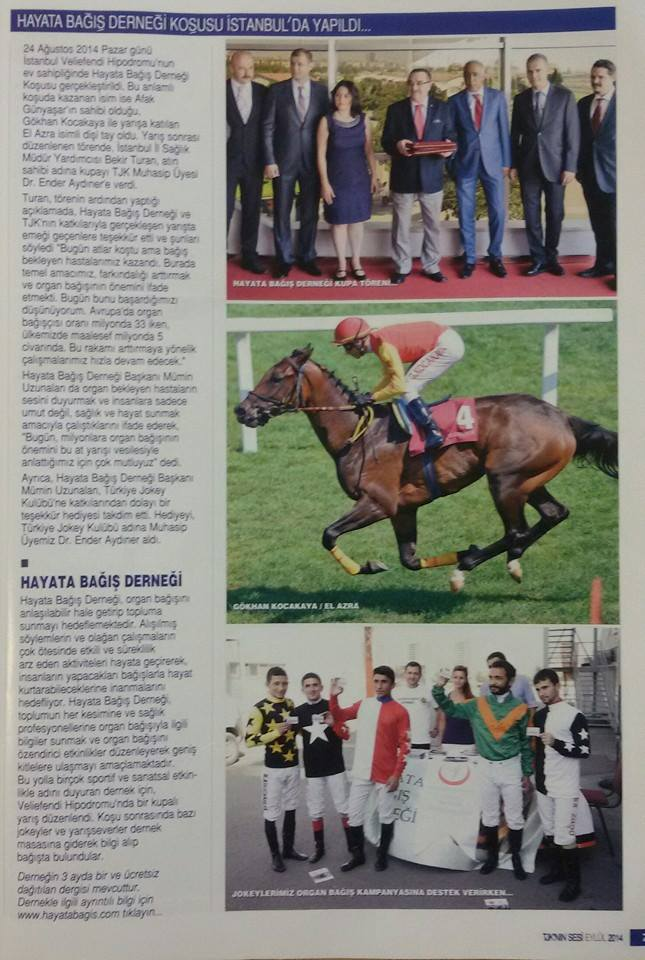 HAYATA BAĞIŞ DERNEĞİ KOŞUSU İSTANBUL'DA YAPILDI...
24 Ağustos 2014 Pazar günü
İstanbul Veliefendi Hipodromu'nun
ev sahipliğinde Hayata Bağış Derneği
Koşusu gerçekleştirildi. Bu anlamlı
koşuda kazanan isim ise Afak
Günyaşar'ın sahibi olduğu,
Gökhan Kocakaya ile yarışa katılan
El Azra isimli dişi tay oldu. Yarış sonrası
düzenlenen törende, İstanbul İl Sağlık
Müdür Yardımcısı Bekir Turan, atın
sahibi adına kupayı TJK Muhasip Üyesi
Dr. Ender Aydıner'e verdi.
Turan, törenin ardından yaptığı
açıklamada, Hayata Bağış Derneği ve
TJK'nın katkılarıyla gerçekleşen yarışta
emeği geçenlere teşekkür etti ve şunları
söyledi "Bugün atlar koştu ama bağış
bekleyen hastalarımız kazandı. Burada
temel amacımız, farkındalığı arttırmak
ve organ bağışının önemini ifade
etmekti. Bugün bunu başardığımızı
düşünüyorum. Avrupa'da organ
bağışçısı oranı milyonda 33 iken,
ülkemizde maalesef milyonda 5
civarında. Bu rakamı arttırmaya yönelik
çalışmalarımız hızla devam edecek."
Hayata Bağış Derneği Başkanı Mümin
Uzunalan da organ bekleyen hastaların
sesini duyurmak ve insanlara sadece
umut değil, sağlık ve hayat sunmak
amacıyla çalıştıklarını ifade ederek,
"Bugün, milyonlara organ bağışının
önemini bu at yarışı vesilesiyle
anlattığımız için çok mutluyuz" dedi.
Ayrıca, Hayata Bağış Derneği Başkanı
Mümin Uzunalan, Türkiye Jokey
Kulübü'ne katkılarından dolayı bir
teşekkür hediyesi takdim etti. Hediyeyi,
Türkiye Jokey Kulübü adına Muhasip
Üyemiz Dr. Ender Aydıner aldı.
HAYATA BAĞIŞ DERNEĞİ
Hayata Bağış Derneği, organ bağışını
anlaşılabilir hale getirip topluma
sunmayı hedeflemektedir. Alışılmış
söylemlerin ve olağan çalışmaların
çok ötesinde etkili ve süreklilik
arz eden aktiviteleri hayata geçirerek,
insanların yapacakları bağışlarla hayat
kurtarabileceklerine inanmalarını
hedefliyor. Hayata Bağış Derneği,
toplumun her kesimine ve sağlık
profesyonellerine organ bağışıyla ilgili
bilgiler sunmak ve organ bağışını
özendirici etkinlikler düzenleyerek geniş
kitlelere ulaşmayı amaçlamaktadır.
Bu yolla birçok sportif ve sanatsal etkin-
likle adını duyuran dernek için,
Veliefendi Hipodromu'nda bir kupalı
yarış düzenlendi. Koşu sonrasında bazı
jokeyler ve yarışseverler dernek
masasına giderek bilgi alıp
bağışta bulundular.
Derneğin 3 ayda bir ve ücretsiz
dağıtılan dergisi mevcuttur.
Dernekle ilgili ayrıntılı bilgi için
www.hayatabagis.com tıklayın...
HAYATA BAĞIŞ DERNEĞİ KUPA TÖRENİ...
4
GÖKHAN KOCAKAYA / EL AZRA
ATA
ĞIŞ
EĞİ
JOKEYLERİMİZ ORGAN BAĞIŞ KAMPANYASINA DESTEK VERİRKEN...
TJK'NIN SESİ EYLÜL 2014